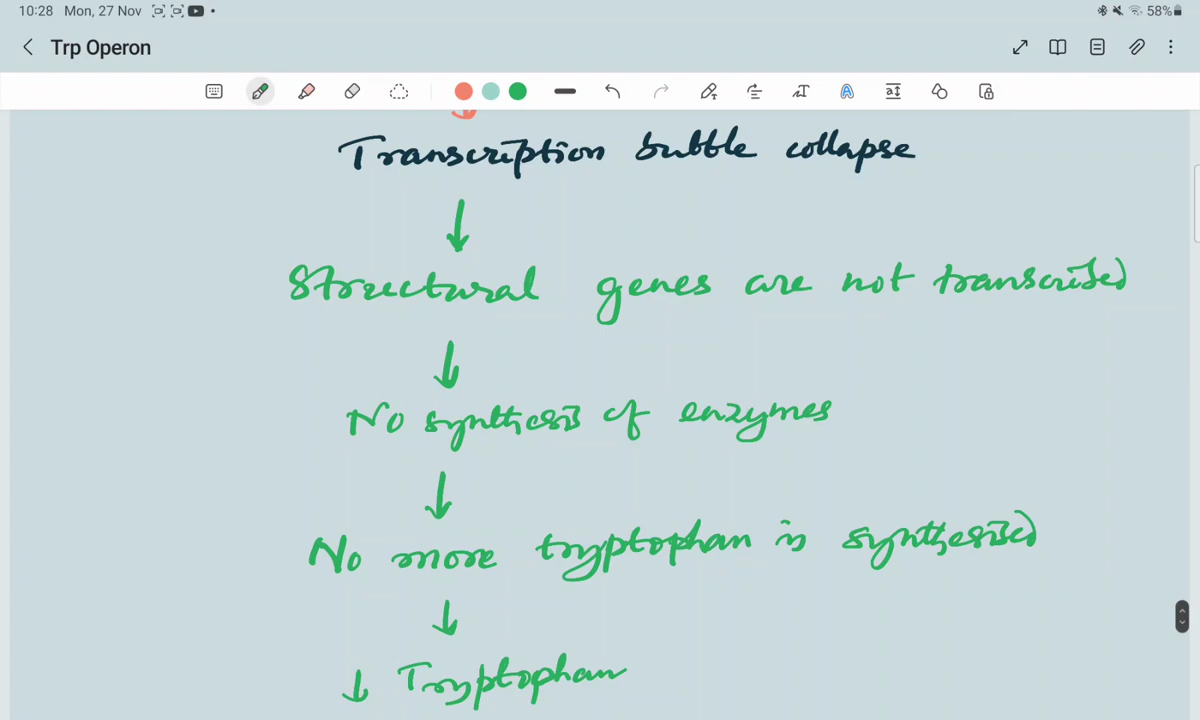 10:28 Mon, 27 Nov
58%
Trp Operon
Transcription bubble collapse
↓
Structural genes are not transcribed
↓
No synthesis of enzymes
↓
No more tryptophan is synthesised
↓
↓ Tryptophan